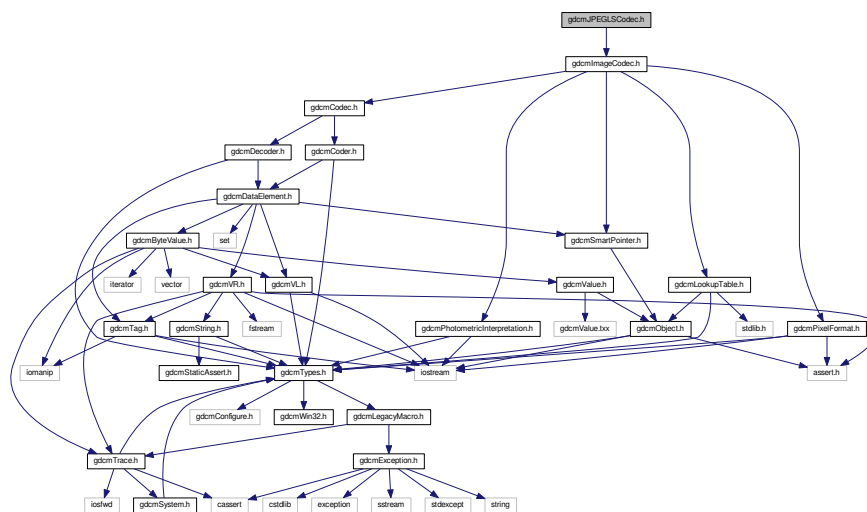 gdcmJPEGLSCodec.h
gdcmImageCodec.h
gdcmCodec.h
gdcmDecoder.h
gdcmCoder.h
gdcmDataElement.h
gdcmByteValue.h
set
gdcmSmartPointer.h
iterator
vector
gdcmVR.h
gdcmVL.h
gdcmValue.h
gdcmLookupTable.h
gdcmTag.h
gdcmString.h
fstream
gdcmPhotometricInterpretation.h
gdcmValue.txx
gdcmObject.h
stdlib.h
gdcmPixelFormat.h
iomanip
gdcmStaticAssert.h
gdcmTypes.h
iostream
assert.h
gdcmConfigure.h
gdcmWin32.h
gdcmLegacyMacro.h
gdcmTrace.h
gdcmException.h
iosfwd
gdcmSystem.h
cassert
cstdlib
exception
sstream
stdexcept
string